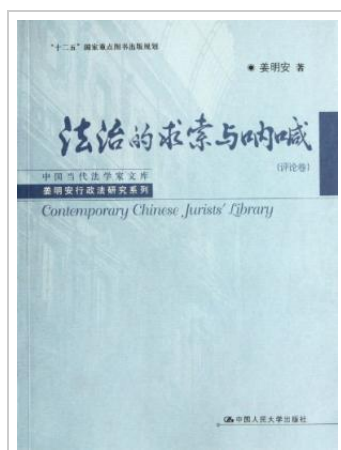 "十二五"国家重点图书出版规划
姜明安 著
法治的求索与呐喊
(评论卷)
中国当代法学家文库
姜明安行政法研究系列
Contemporary Chinese Jurists' Library
中国人民大学出版社